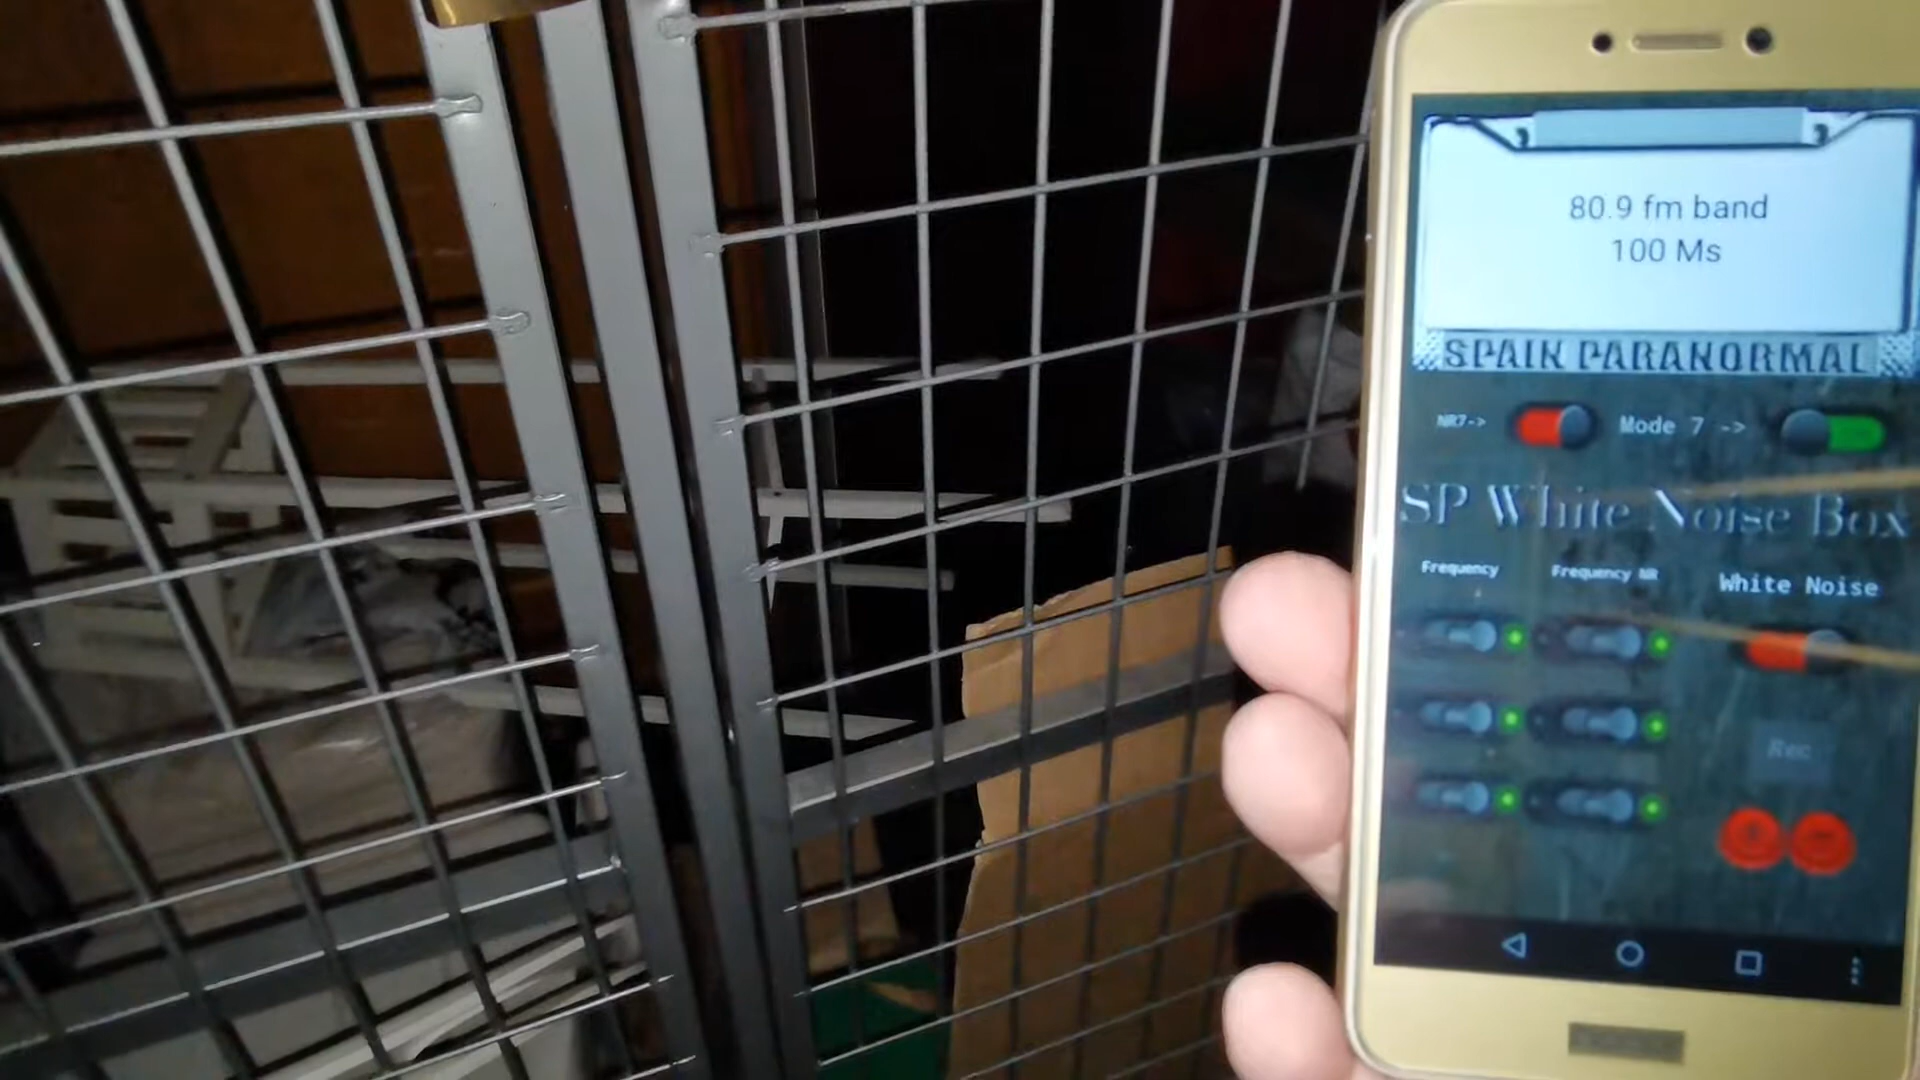 80.9 fm band
100 Ms
SPAIN PARANORMAL
NR7-> Mode 7 ->
SP White Noise Box
Frequency Frequency NR White Noise
Rec